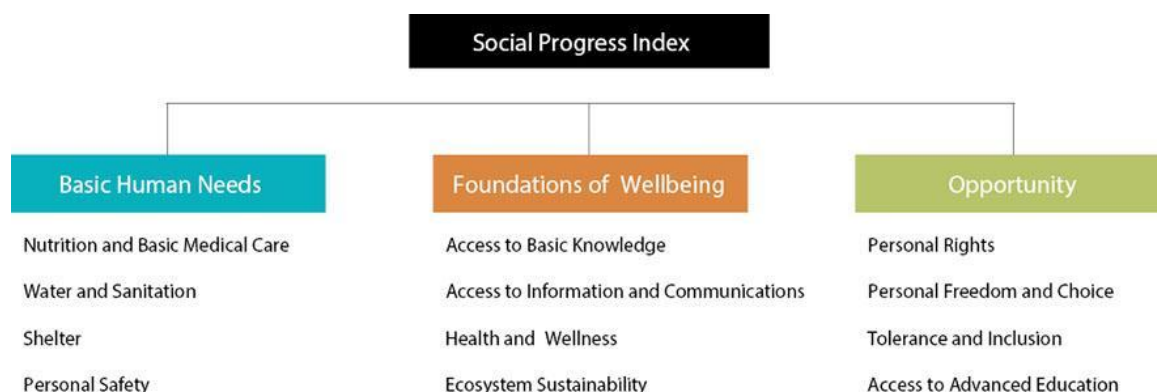 Social Progress Index
Basic Human Needs
Nutrition and Basic Medical Care
Water and Sanitation
Shelter
Personal Safety
Foundations of Wellbeing
Access to Basic Knowledge
Access to Information and Communications
Health and Wellness
Ecosystem Sustainability
Opportunity
Personal Rights
Personal Freedom and Choice
Tolerance and Inclusion
Access to Advanced Education